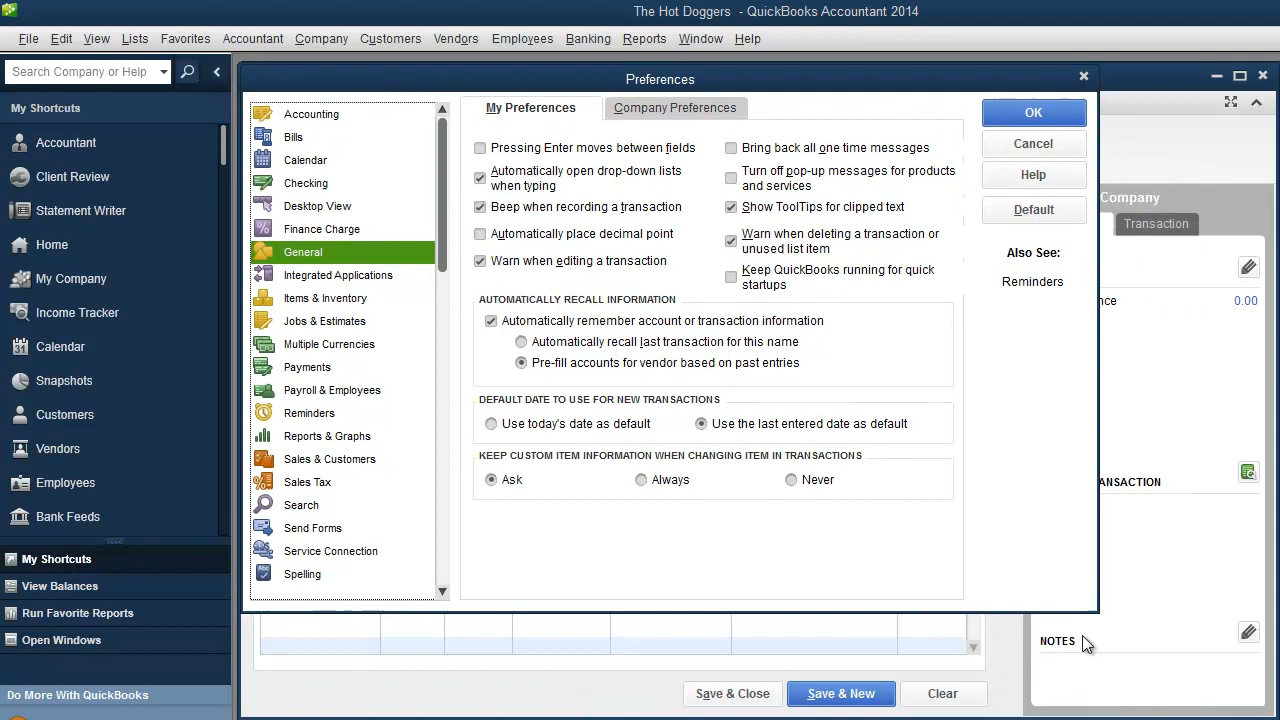 The Hot Doggers - QuickBooks Accountant 2014
File Edit View Lists Favorites Accountant Company Customers Vendors Employees Banking Reports Window Help
Search Company or Help
My Shortcuts
Accountant
Client Review
Statement Writer
Home
My Company
Income Tracker
Calendar
Snapshots
Customers
Vendors
Employees
Bank Feeds
My Shortcuts
View Balances
Run Favorite Reports
Open Windows
Do More With QuickBooks
Preferences
Accounting
Bills
Calendar
Checking
Desktop View
Finance Charge
General
Integrated Applications
Items & Inventory
Jobs & Estimates
Multiple Currencies
Payments
Payroll & Employees
Reminders
Reports & Graphs
Sales & Customers
Sales Tax
Search
Send Forms
Service Connection
Spelling
My Preferences
Company Preferences
Pressing Enter moves between fields
Automatically open drop-down lists
when typing
Beep when recording a transaction
Automatically place decimal point
Warn when editing a transaction
Bring back all one time messages
Turn off pop-up messages for products
and services
Show ToolTips for clipped text
Warn when deleting a transaction or
unused list item
Keep QuickBooks running for quick
startups
AUTOMATICALLY RECALL INFORMATION
Automatically remember account or transaction information
Automatically recall last transaction for this name
Pre-fill accounts for vendor based on past entries
DEFAULT DATE TO USE FOR NEW TRANSACTIONS
Use today's date as default
Use the last entered date as default
KEEP CUSTOM ITEM INFORMATION WHEN CHANGING ITEM IN TRANSACTIONS
Ask
Always
Never
OK
Cancel
Help
Default
Also See:
Reminders
Company
Transaction
nce 0.00
ANSACTION
NOTES
Save & Close
Save & New
Clear